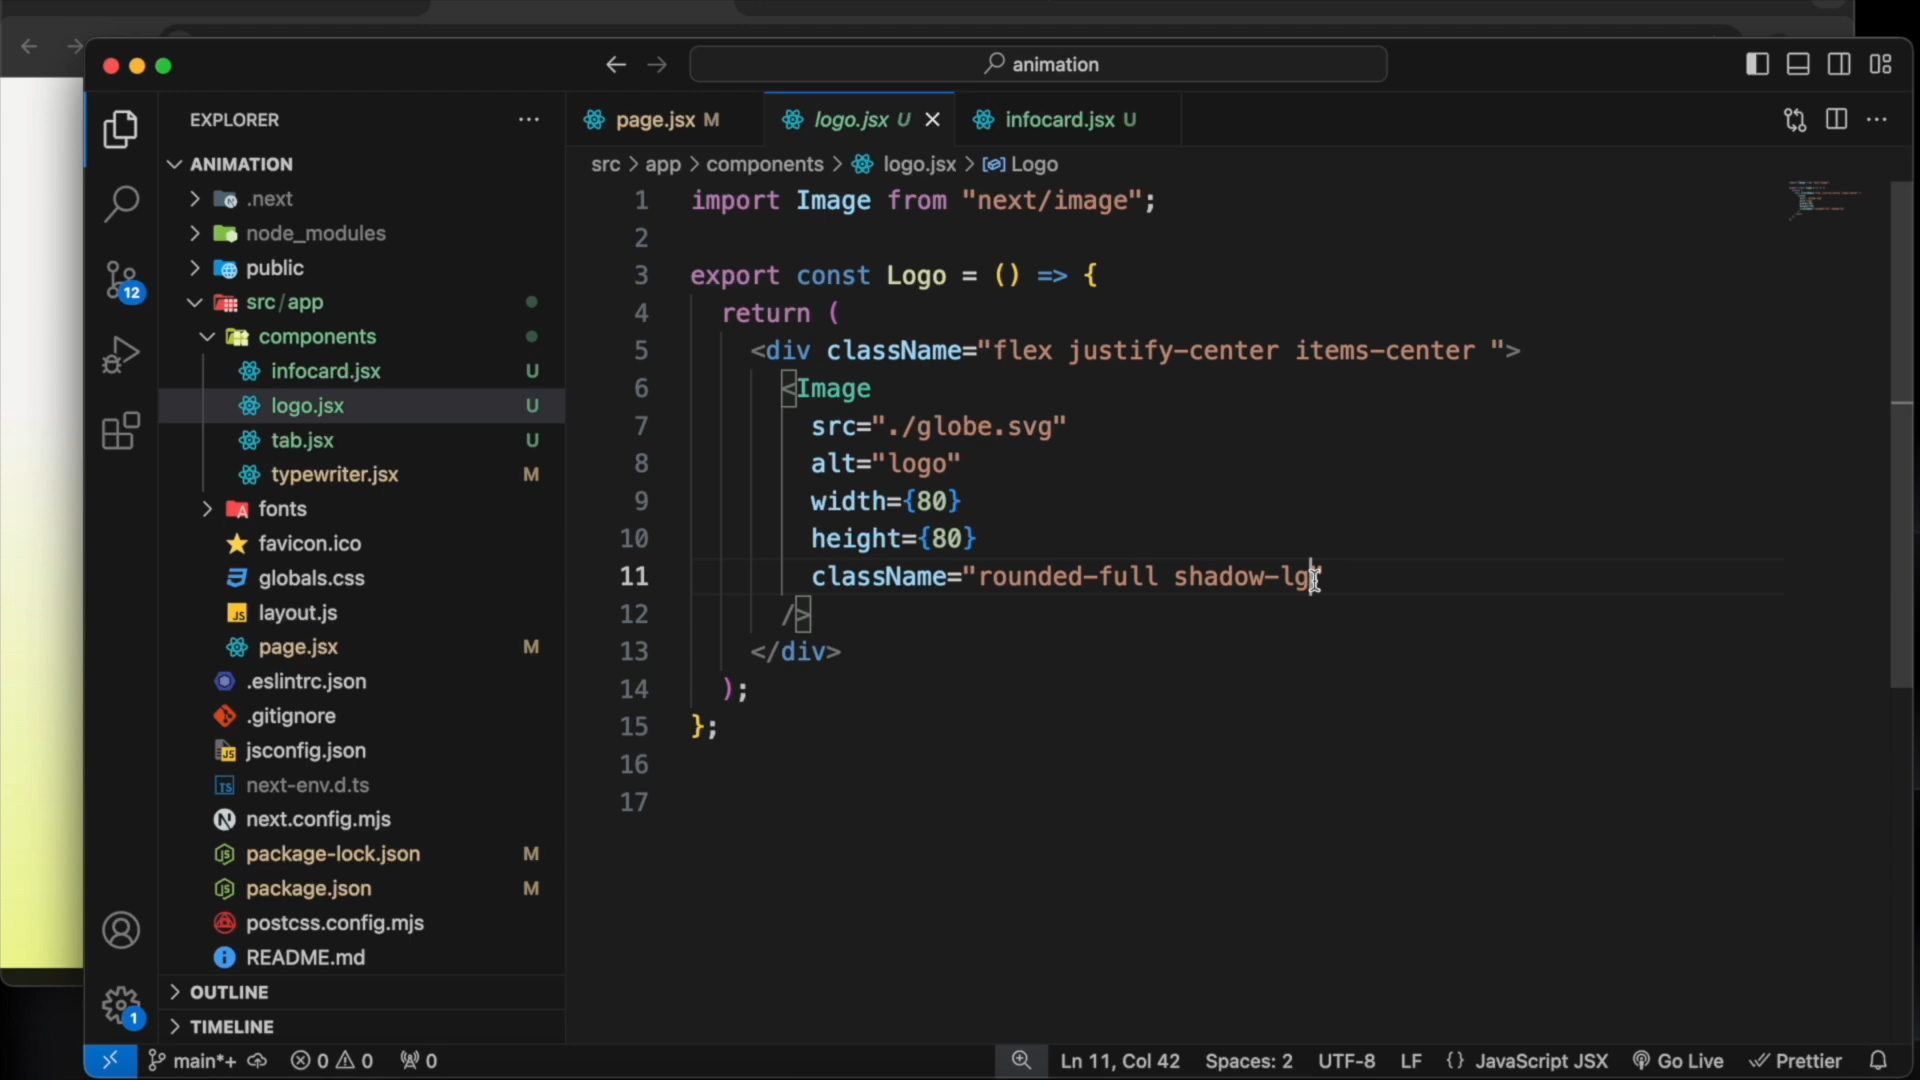 animation
EXPLORER
page.jsx M
logo.jsx U
infocard.jsx U
ANIMATION
src > app > components > logo.jsx > Logo
.next
node_modules
public
src/app
components
infocard.jsx U
logo.jsx U
tab.jsx U
typewriter.jsx M
fonts
favicon.ico
globals.css
layout.js
page.jsx M
.eslintrc.json
.gitignore
jsconfig.json
next-env.d.ts
next.config.mjs
package-lock.json M
package.json M
postcss.config.mjs
README.md
OUTLINE
TIMELINE
12
1
1 import Image from "next/image";
2
3 export const Logo = () => {
4 return (
5 <div className="flex justify-center items-center ">
6 <Image
7 src="./globe.svg"
8 alt="logo"
9 width={80}
10 height={80}
11 className="rounded-full shadow-lg"
12 />
13 </div>
14 );
15 };
16
17
main*+ 0 0 0 Ln 11, Col 42 Spaces: 2 UTF-8 LF {} JavaScript JSX Go Live Prettier